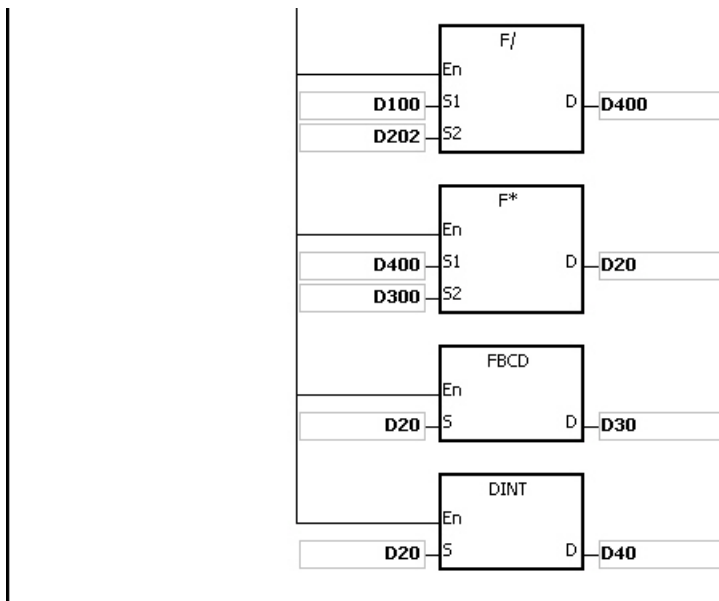 F/
En
D100 S1 D D400
D202 S2
F*
En
D400 S1 D D20
D300 S2
FBCD
En
D20 S D D30
DINT
En
D20 S D D40